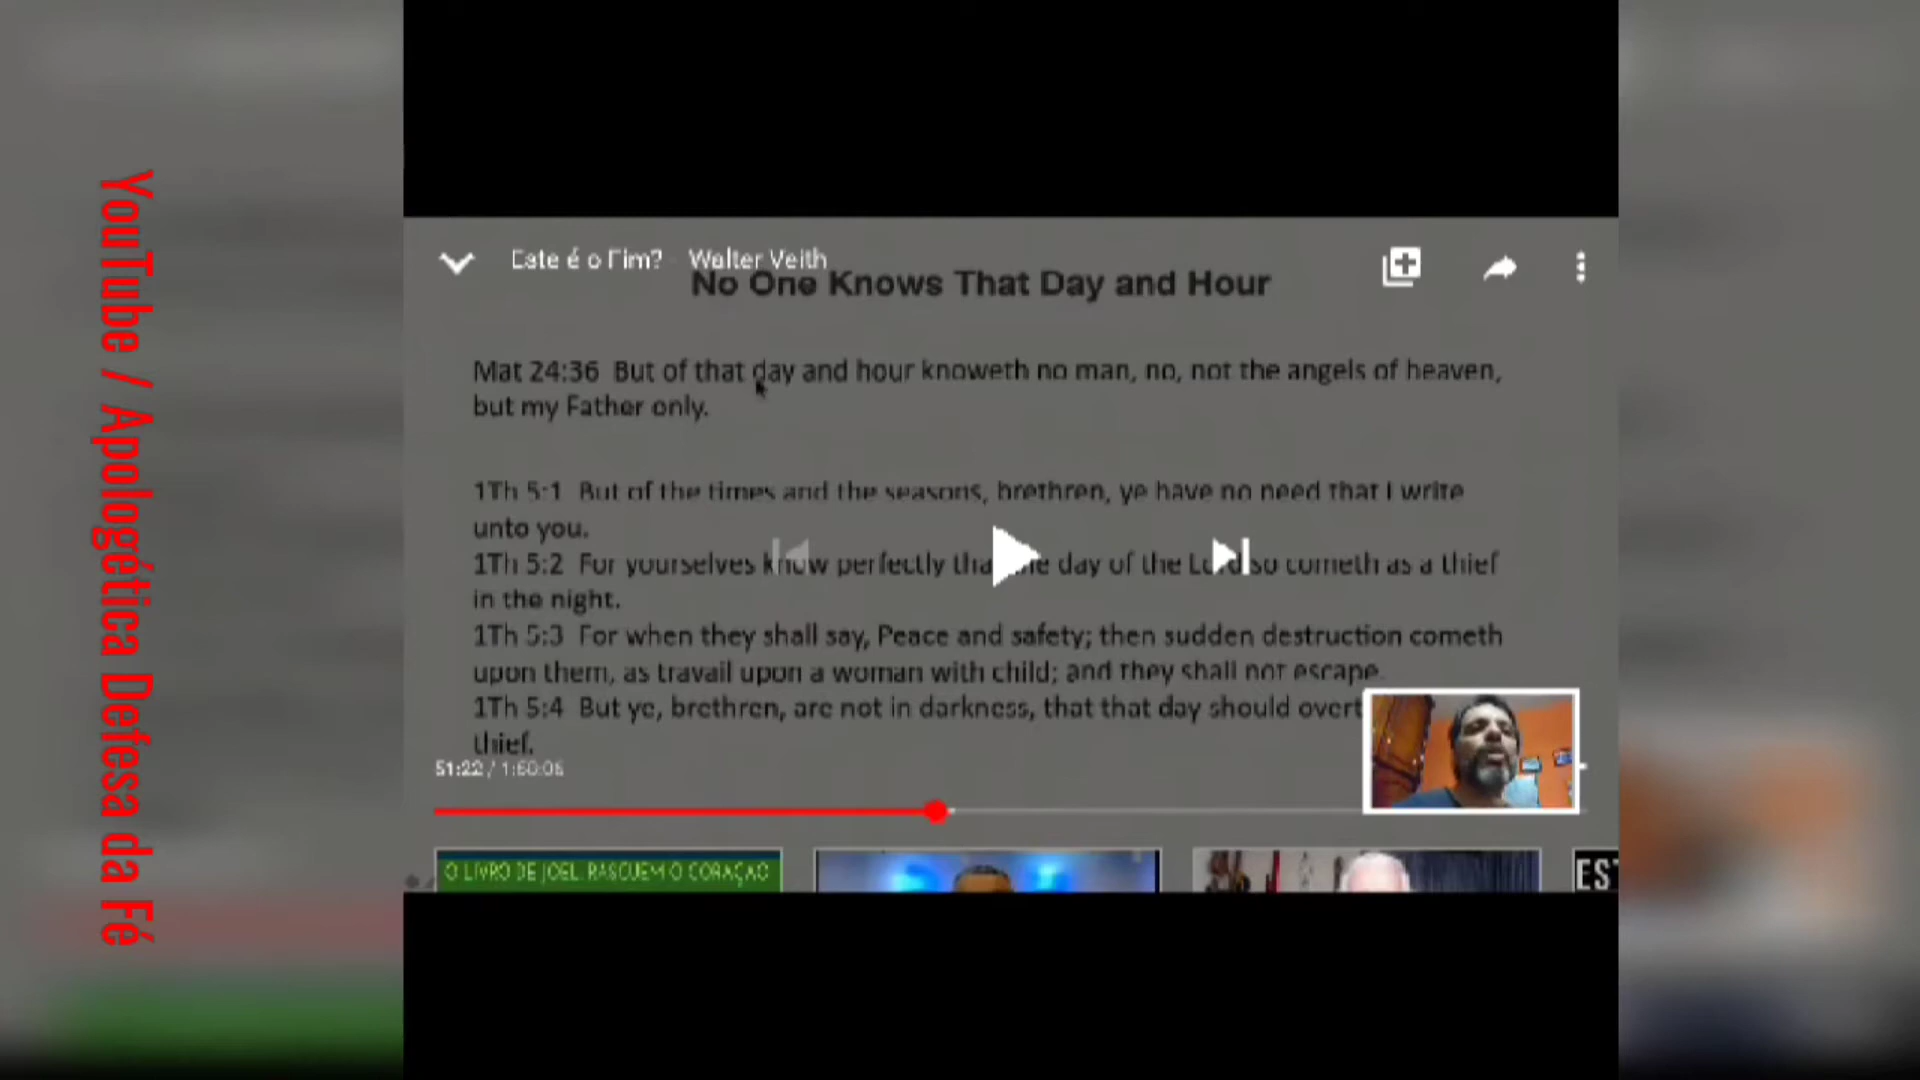 YouTube / Apologética Defesa da Fé
Este é o Fim? Walter Veith
No One Knows That Day and Hour
Mat 24:36 But of that day and hour knoweth no man, no, not the angels of heaven,
but my Father only.
1Th 5:1 But of the times and the seasons, brethren, ye have no need that I write
unto you.
1Th 5:2 For yourselves know perfectly that the day of the Lord so cometh as a thief
in the night.
1Th 5:3 For when they shall say, Peace and safety; then sudden destruction cometh
upon them, as travail upon a woman with child; and they shall not escape.
1Th 5:4 But ye, brethren, are not in darkness, that that day should
thief.
51:22
O LIVRO DE JOEL: RASGUEM O CORAÇÃO